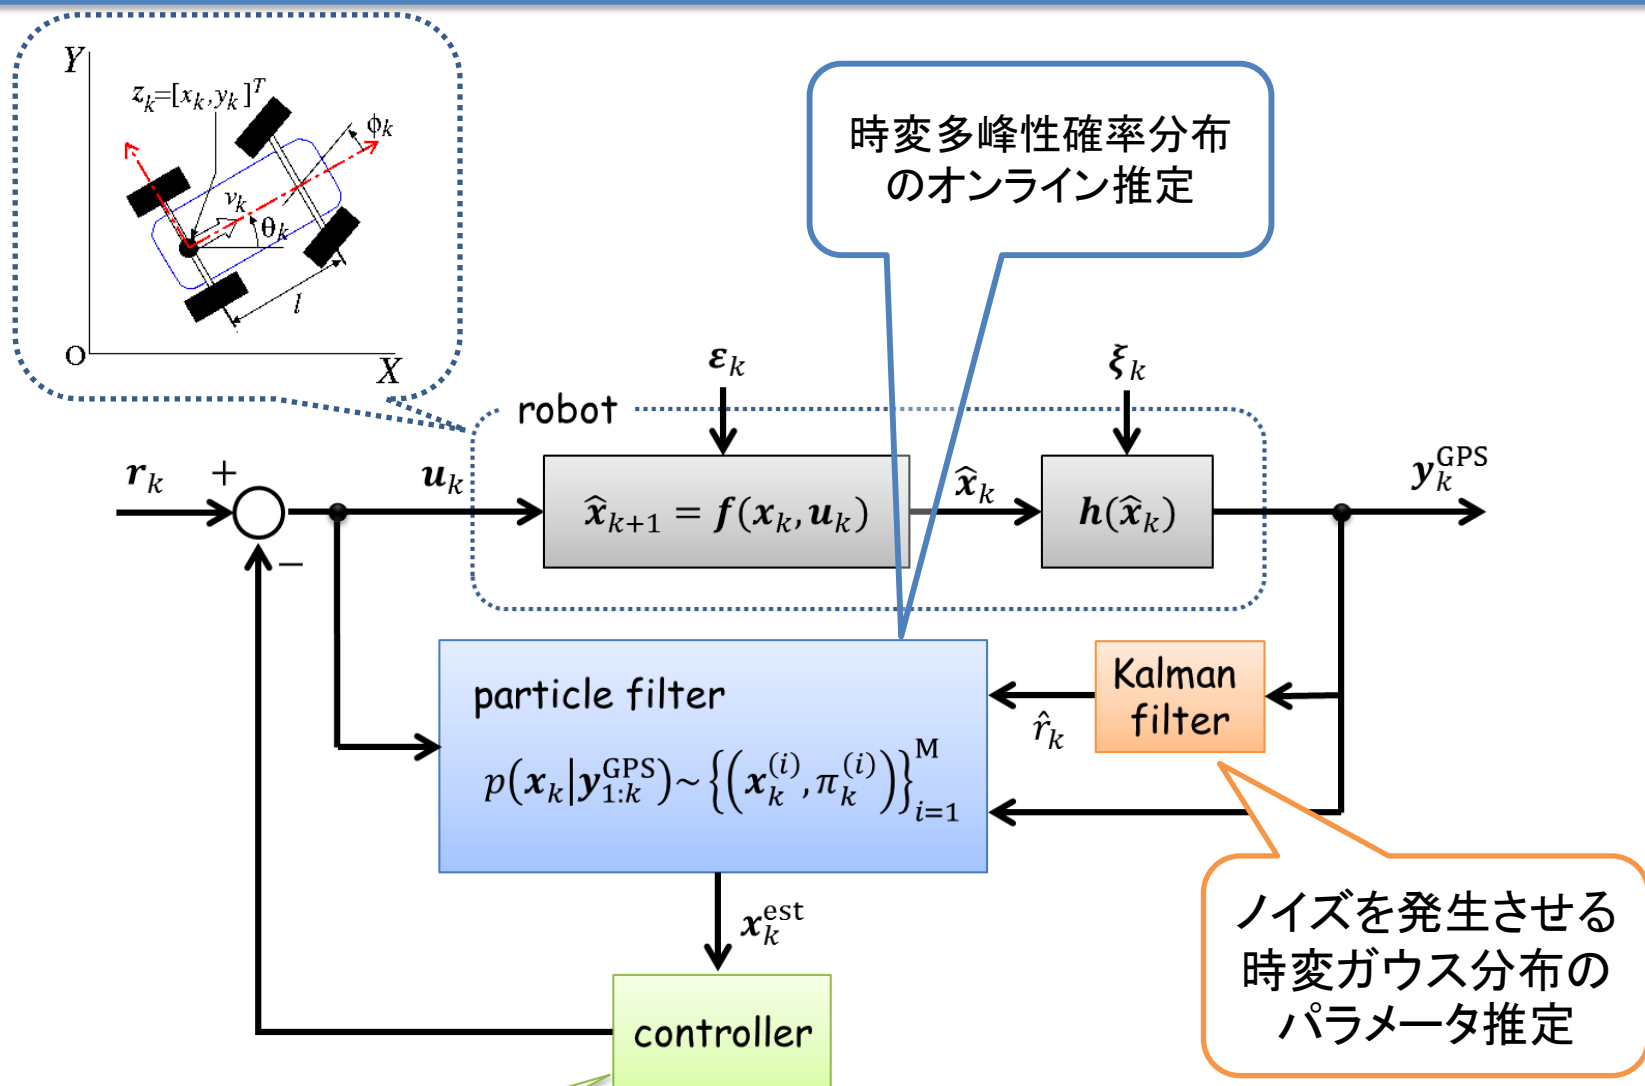 Y
z_k=[x_k,y_k]^T
ϕ_k
v_k
θ_k
l
O
X
時変多峰性確率分布
のオンライン推定
ε_k
ξ_k
robot
r_k
+
u_k
x̂_{k+1} = f(x_k, u_k)
x̂_k
h(x̂_k)
y_k^{GPS}
−
particle filter
p(x_k|y_{1:k}^{GPS})~{(x_k^{(i)}, π_k^{(i)})}_{i=1}^{M}
r̂_k
Kalman
filter
x_k^{est}
ノイズを発生させる
時変ガウス分布の
パラメータ推定
controller